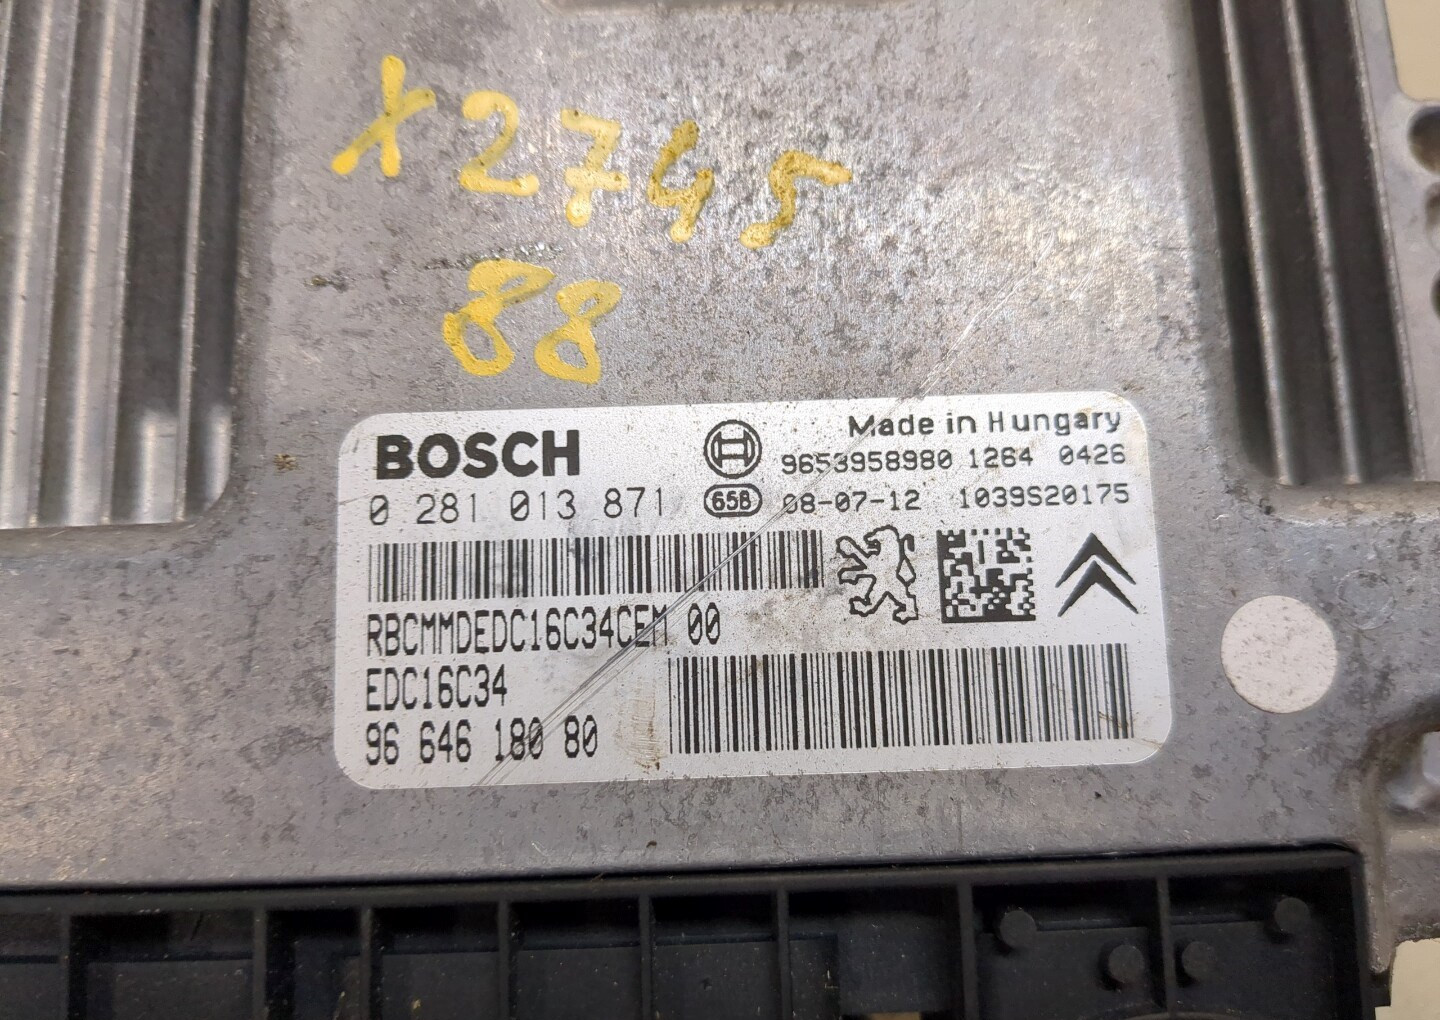 X2745
88
BOSCH
Made in Hungary
9653958980 1264 0426
0 281 013 871
65B
08-07-12 1039S20175
RBCMMDEDC16C34CEM 00
EDC16C34
96 646 180 80